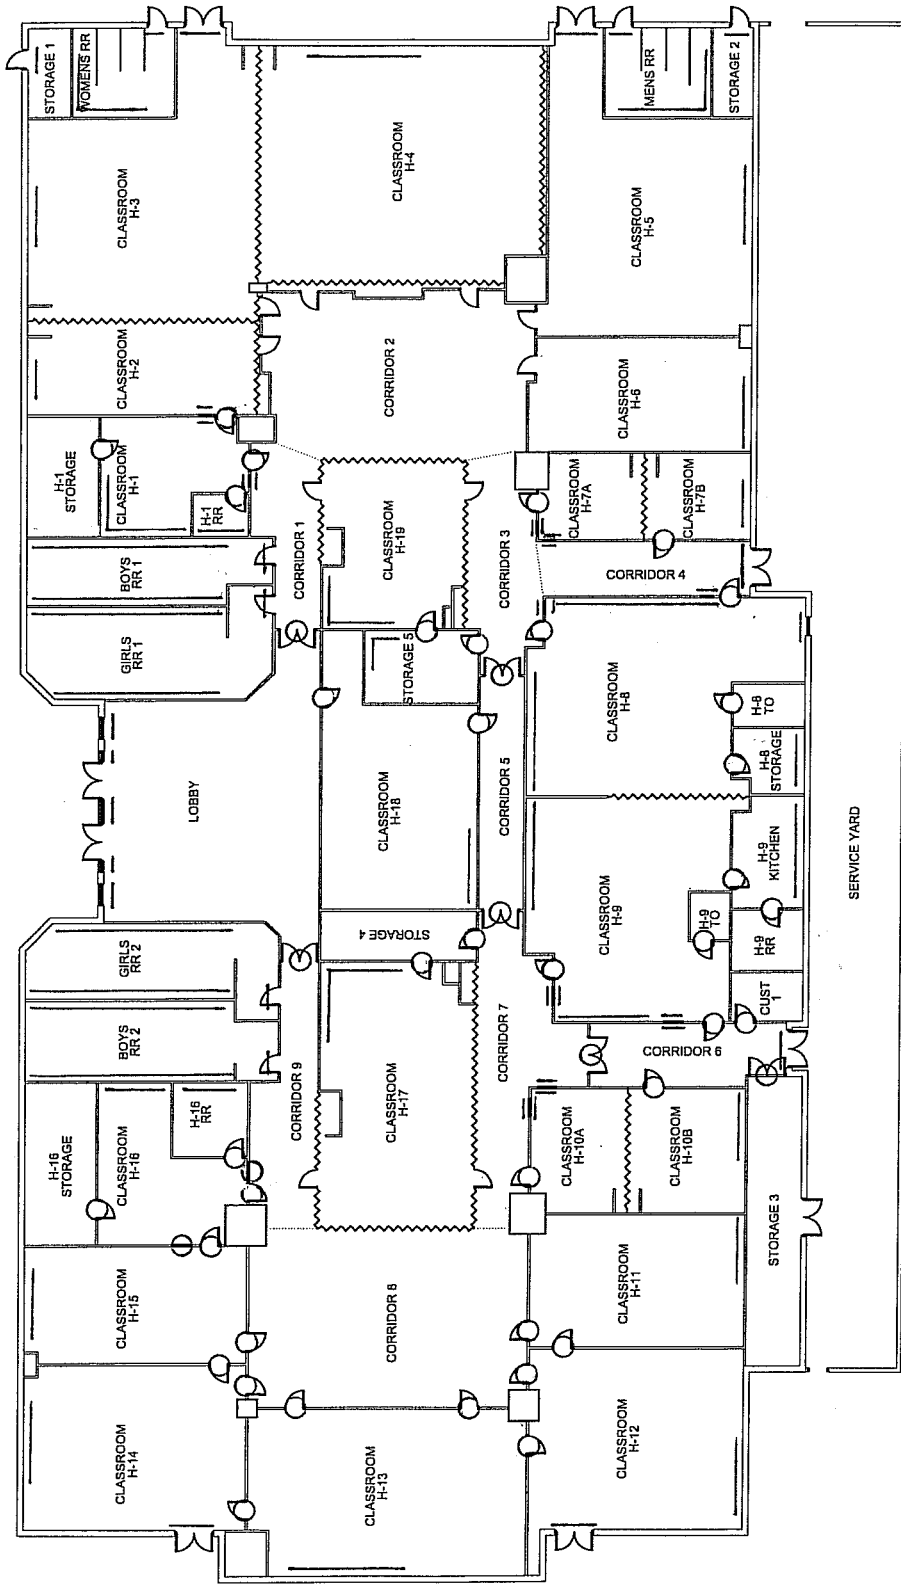 STORAGE 1
WOMENS RR
CLASSROOM
H-3
CLASSROOM
H-4
MENS RR
STORAGE 2
CLASSROOM
H-5
CLASSROOM
H-2
CORRIDOR 2
CLASSROOM
H-6
H-1
STORAGE
CLASSROOM
H-1
H-1
RR
CLASSROOM
H-7A
CLASSROOM
H-7B
BOYS
RR 1
CORRIDOR 1
CLASSROOM
H-19
CORRIDOR 3
CORRIDOR 4
GIRLS
RR 1
STORAGE 5
CLASSROOM
H-8
H-8
TO
H-8
STORAGE
LOBBY
CLASSROOM
H-18
CORRIDOR 5
CLASSROOM
H-9
H-9
KITCHEN
H-9
TO
H-9
RR
CUST
1
SERVICE YARD
GIRLS
RR 2
STORAGE 4
BOYS
RR 2
CORRIDOR 9
CLASSROOM
H-17
CORRIDOR 7
CORRIDOR 6
H-16
STORAGE
CLASSROOM
H-16
H-16
RR
CLASSROOM
H-10A
CLASSROOM
H-10B
STORAGE 3
CLASSROOM
H-15
CORRIDOR 8
CLASSROOM
H-11
CLASSROOM
H-14
CLASSROOM
H-13
CLASSROOM
H-12